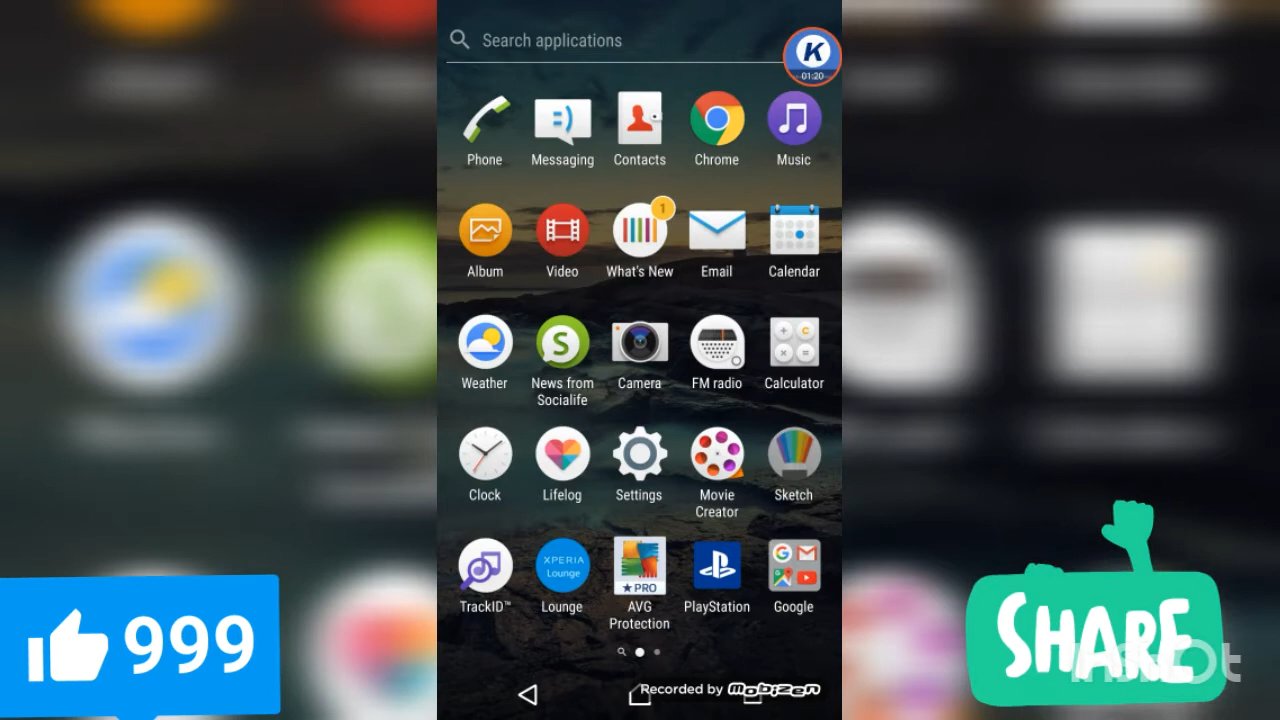 Search applications
K
01:20
Phone Messaging Contacts Chrome Music
1
Album Video What's New Email Calendar
Weather News from Camera FM radio Calculator
Socialife
Clock Lifelog Settings Movie Sketch
Creator
XPERIA
Lounge
PRO
TrackID™ Lounge AVG PlayStation Google
Protection
999
SHARE
InShOt
Recorded by mobizen